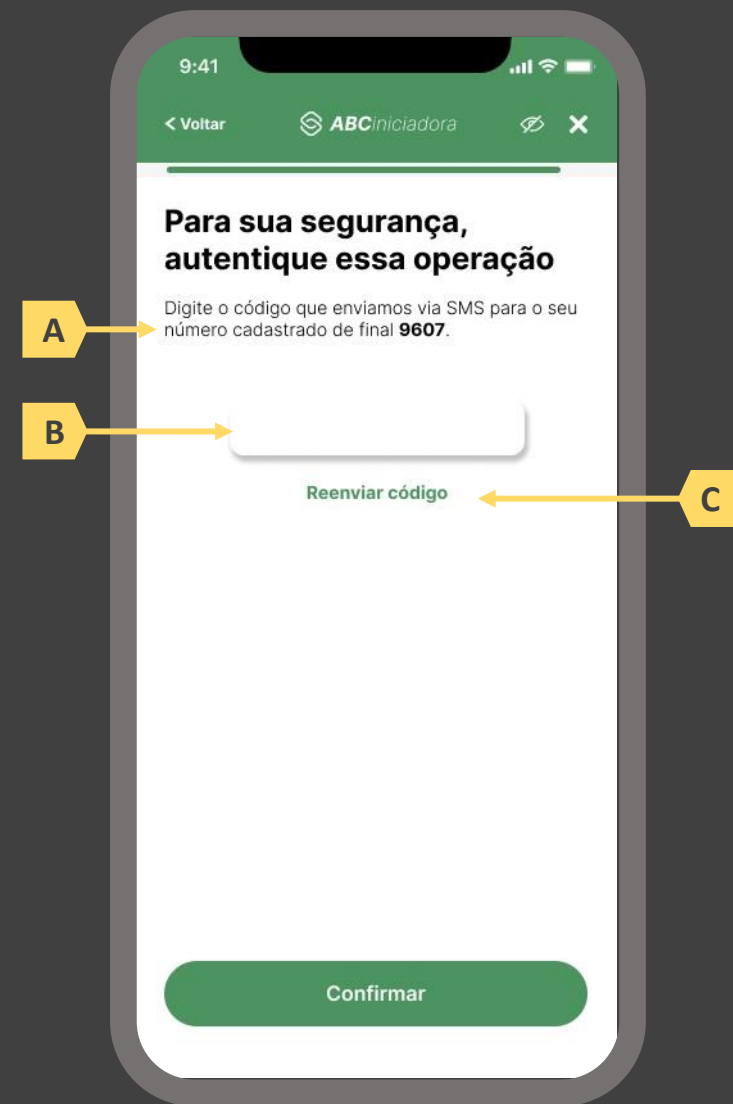 9:41
< Voltar ABCiniciadora
Para sua segurança,
autentique essa operação
Digite o código que enviamos via SMS para o seu
A
número cadastrado de final 9607.
B
Reenviar código
C
Confirmar